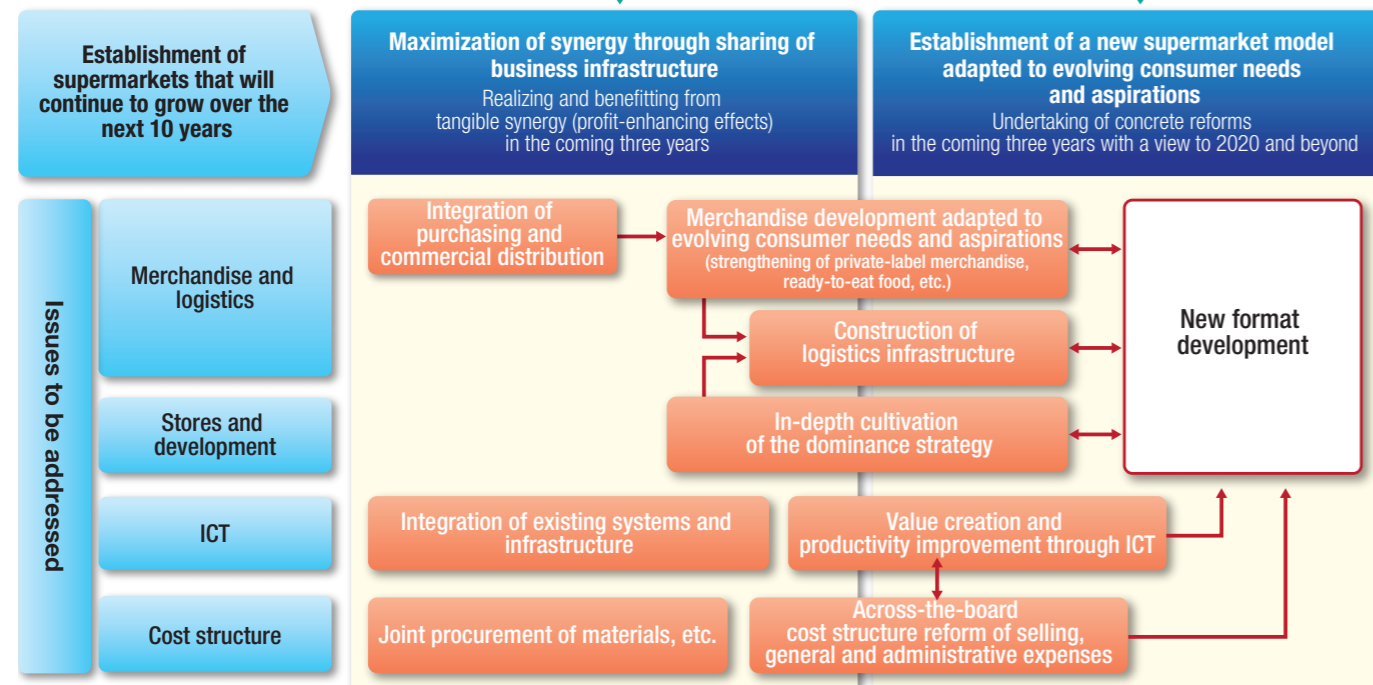 Establishment of
supermarkets that will
continue to grow over the
next 10 years
Maximization of synergy through sharing of
business infrastructure
Realizing and benefitting from
tangible synergy (profit-enhancing effects)
in the coming three years
Establishment of a new supermarket model
adapted to evolving consumer needs
and aspirations
Undertaking of concrete reforms
in the coming three years with a view to 2020 and beyond
Issues to be addressed
Merchandise and
logistics
Integration of
purchasing and
commercial distribution
Merchandise development adapted to
evolving consumer needs and aspirations
(strengthening of private-label merchandise,
ready-to-eat food, etc.)
Construction of
logistics infrastructure
New format
development
Stores and
development
In-depth cultivation
of the dominance strategy
ICT
Integration of existing systems and
infrastructure
Value creation and
productivity improvement through ICT
Cost structure
Joint procurement of materials, etc.
Across-the-board
cost structure reform of selling,
general and administrative expenses